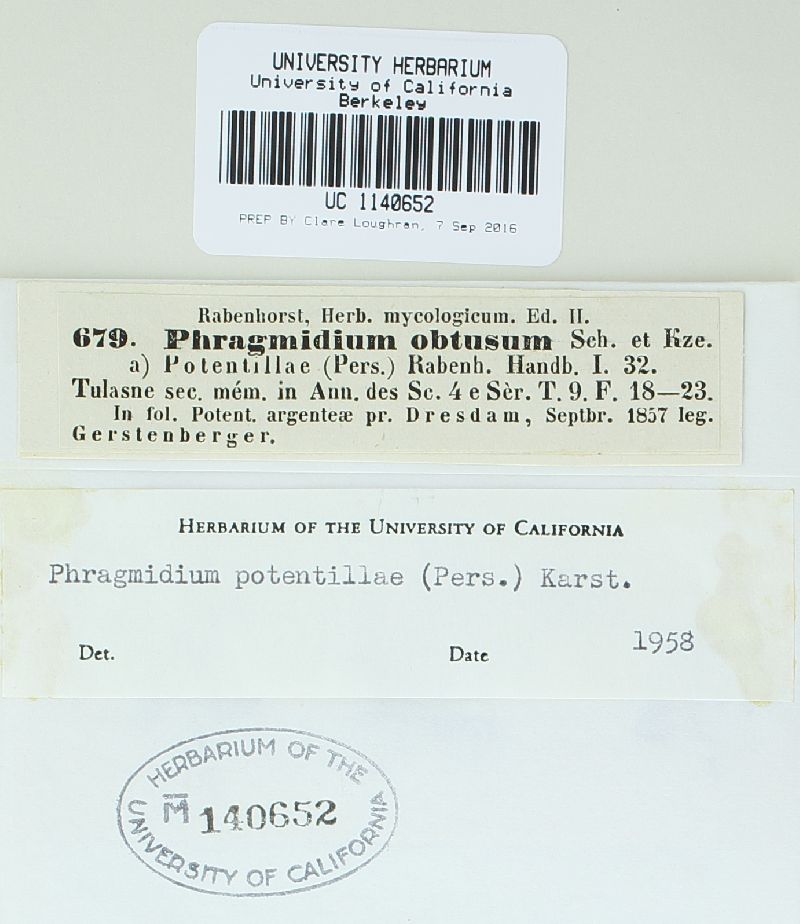 UNIVERSITY HERBARIUM
University of California
Berkeley
UC 1140652
PREP BY Clare Loughran, 7 Sep 2016
Rabenhorst, Herb. mycologicum. Ed. II.
679. Phragmidium obtusum Sch. et Kze.
a) Potentillae (Pers.) Rabenh. Handb. I. 32.
Tulasne sec. mém. in Ann. des Sc. 4 e Sèr. T. 9. F. 18—23.
In fol. Potent. argenteæ pr. Dresdam, Septbr. 1857 leg.
Gerstenberger.
HERBARIUM OF THE UNIVERSITY OF CALIFORNIA
Phragmidium potentillae (Pers.) Karst.
Det. Date 1958
HERBARIUM OF THE
M̅ 140652
UNIVERSITY OF CALIFORNIA